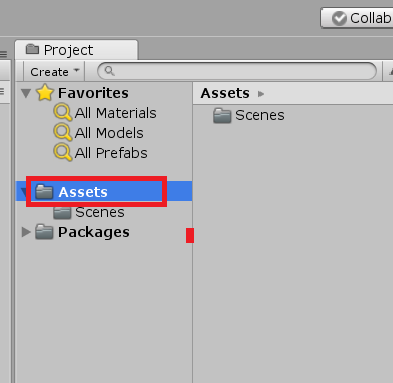 Collab
Project
Create
Favorites
All Materials
All Models
All Prefabs
Assets
Scenes
Packages
Assets
Scenes